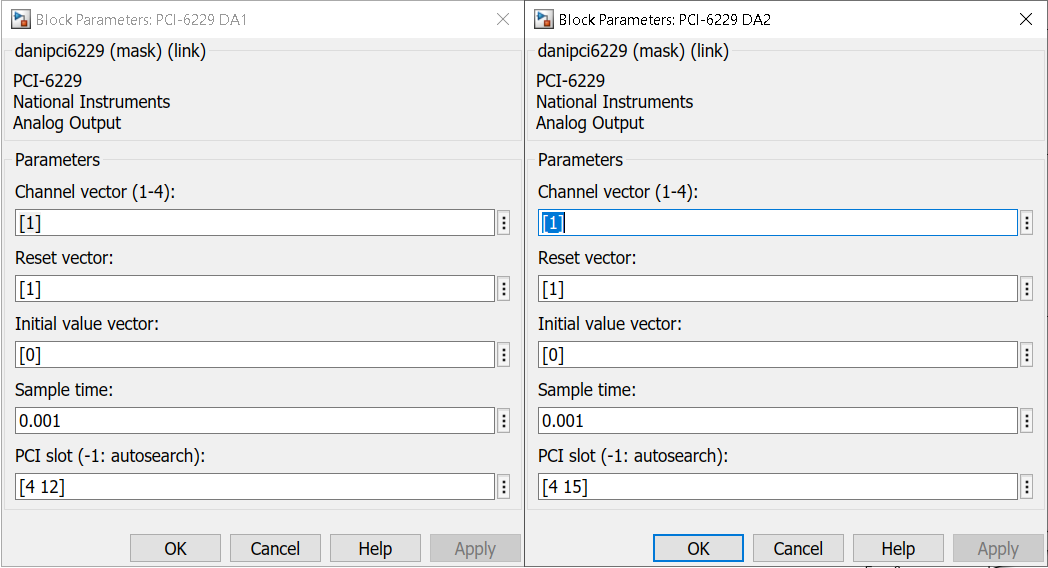 Block Parameters: PCI-6229 DA1
danipci6229 (mask) (link)
PCI-6229
National Instruments
Analog Output
Parameters
Channel vector (1-4):
[1]
Reset vector:
[1]
Initial value vector:
[0]
Sample time:
0.001
PCI slot (-1: autosearch):
[4 12]
OK Cancel Help Apply
Block Parameters: PCI-6229 DA2
danipci6229 (mask) (link)
PCI-6229
National Instruments
Analog Output
Parameters
Channel vector (1-4):
[1]
Reset vector:
[1]
Initial value vector:
[0]
Sample time:
0.001
PCI slot (-1: autosearch):
[4 15]
OK Cancel Help Apply